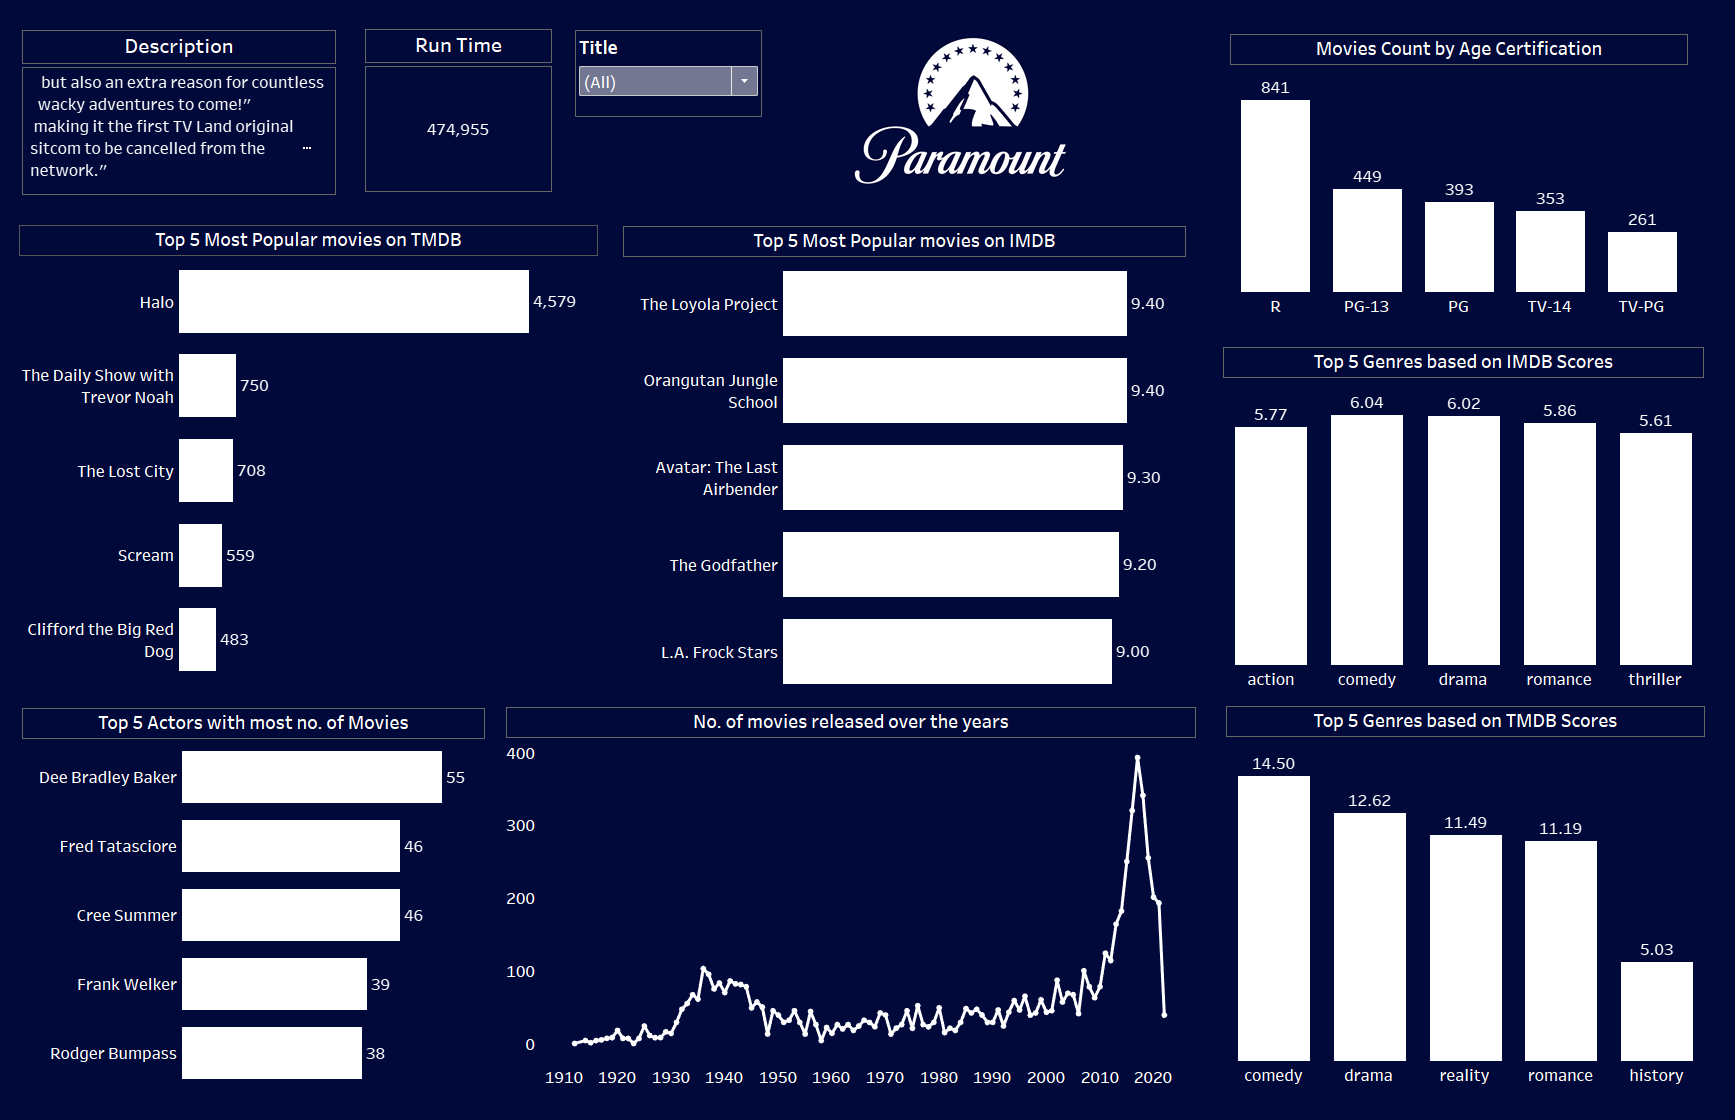 Description
but also an extra reason for countless
wacky adventures to come!”
making it the first TV Land original
sitcom to be cancelled from the ...
network.”
Run Time
474,955
Title
(All)
Paramount
Movies Count by Age Certification
841
449
393
353
261
R
PG-13
PG
TV-14
TV-PG
Top 5 Most Popular movies on TMDB
Halo
4,579
The Daily Show with
Trevor Noah
750
The Lost City
708
Scream
559
Clifford the Big Red
Dog
483
Top 5 Most Popular movies on IMDB
The Loyola Project
9.40
Orangutan Jungle
School
9.40
Avatar: The Last
Airbender
9.30
The Godfather
9.20
L.A. Frock Stars
9.00
Top 5 Genres based on IMDB Scores
5.77
6.04
6.02
5.86
5.61
action
comedy
drama
romance
thriller
Top 5 Actors with most no. of Movies
Dee Bradley Baker
55
Fred Tatasciore
46
Cree Summer
46
Frank Welker
39
Rodger Bumpass
38
No. of movies released over the years
400
300
200
100
0
1910
1920
1930
1940
1950
1960
1970
1980
1990
2000
2010
2020
Top 5 Genres based on TMDB Scores
14.50
12.62
11.49
11.19
5.03
comedy
drama
reality
romance
history